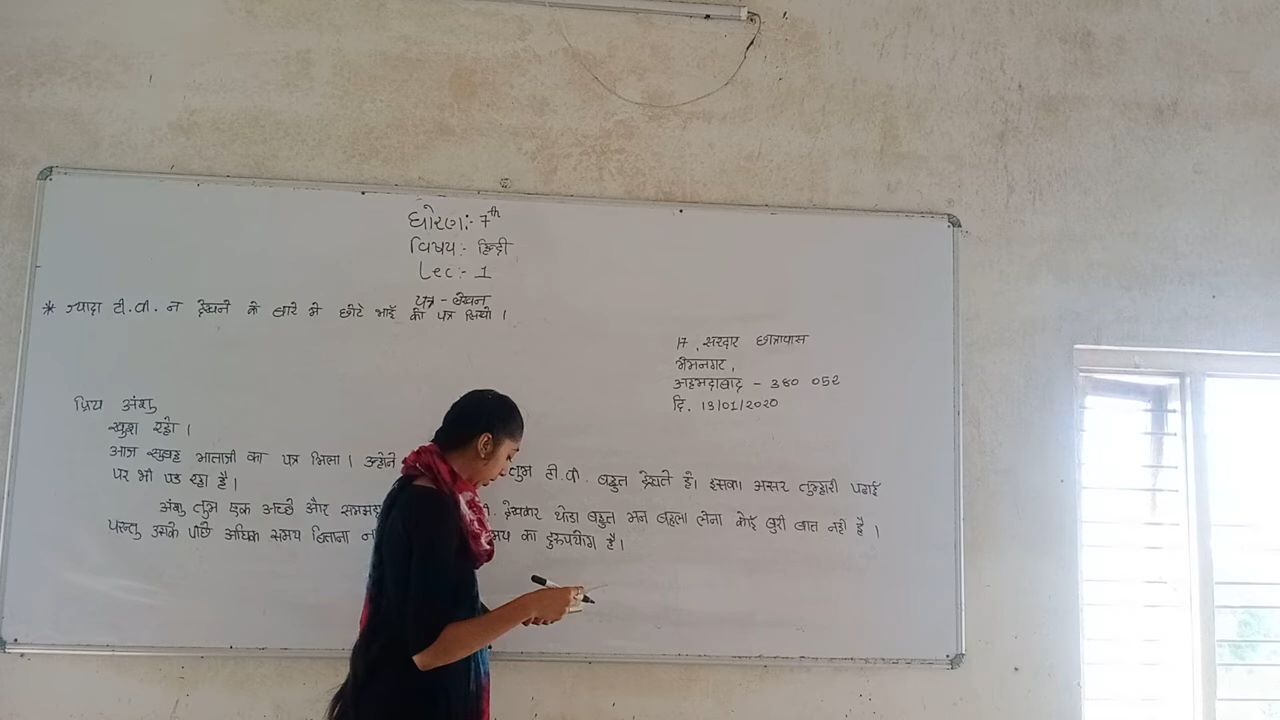 धोरण:- 7th
विषय:- हिन्दी
Lec:- 1
पत्र - लेखन
* ज्यादा टी.वी. न देखने के बारे मे छोटे भाई को पत्र लिखो ।
17, सरदार छात्रावास
भीमनगर,
अहमदाबाद - 380 052
दि. 13/01/2020
प्रिय अंशु
खुश रहो ।
आज सुबह माताजी का पत्र मिला । उन्होंने तुम टी.वी. बहुत देखते हो। इसका असर तुम्हारी पढाई
पर भी पड रहा है ।
अंशु तुम एक अच्छे और देखकर थोडा बहुत मन बहला लेना कोई बुरी बात नही है ।
परन्तु उसके पीछे अधिक समय बिताना का दुरुपयोग है ।